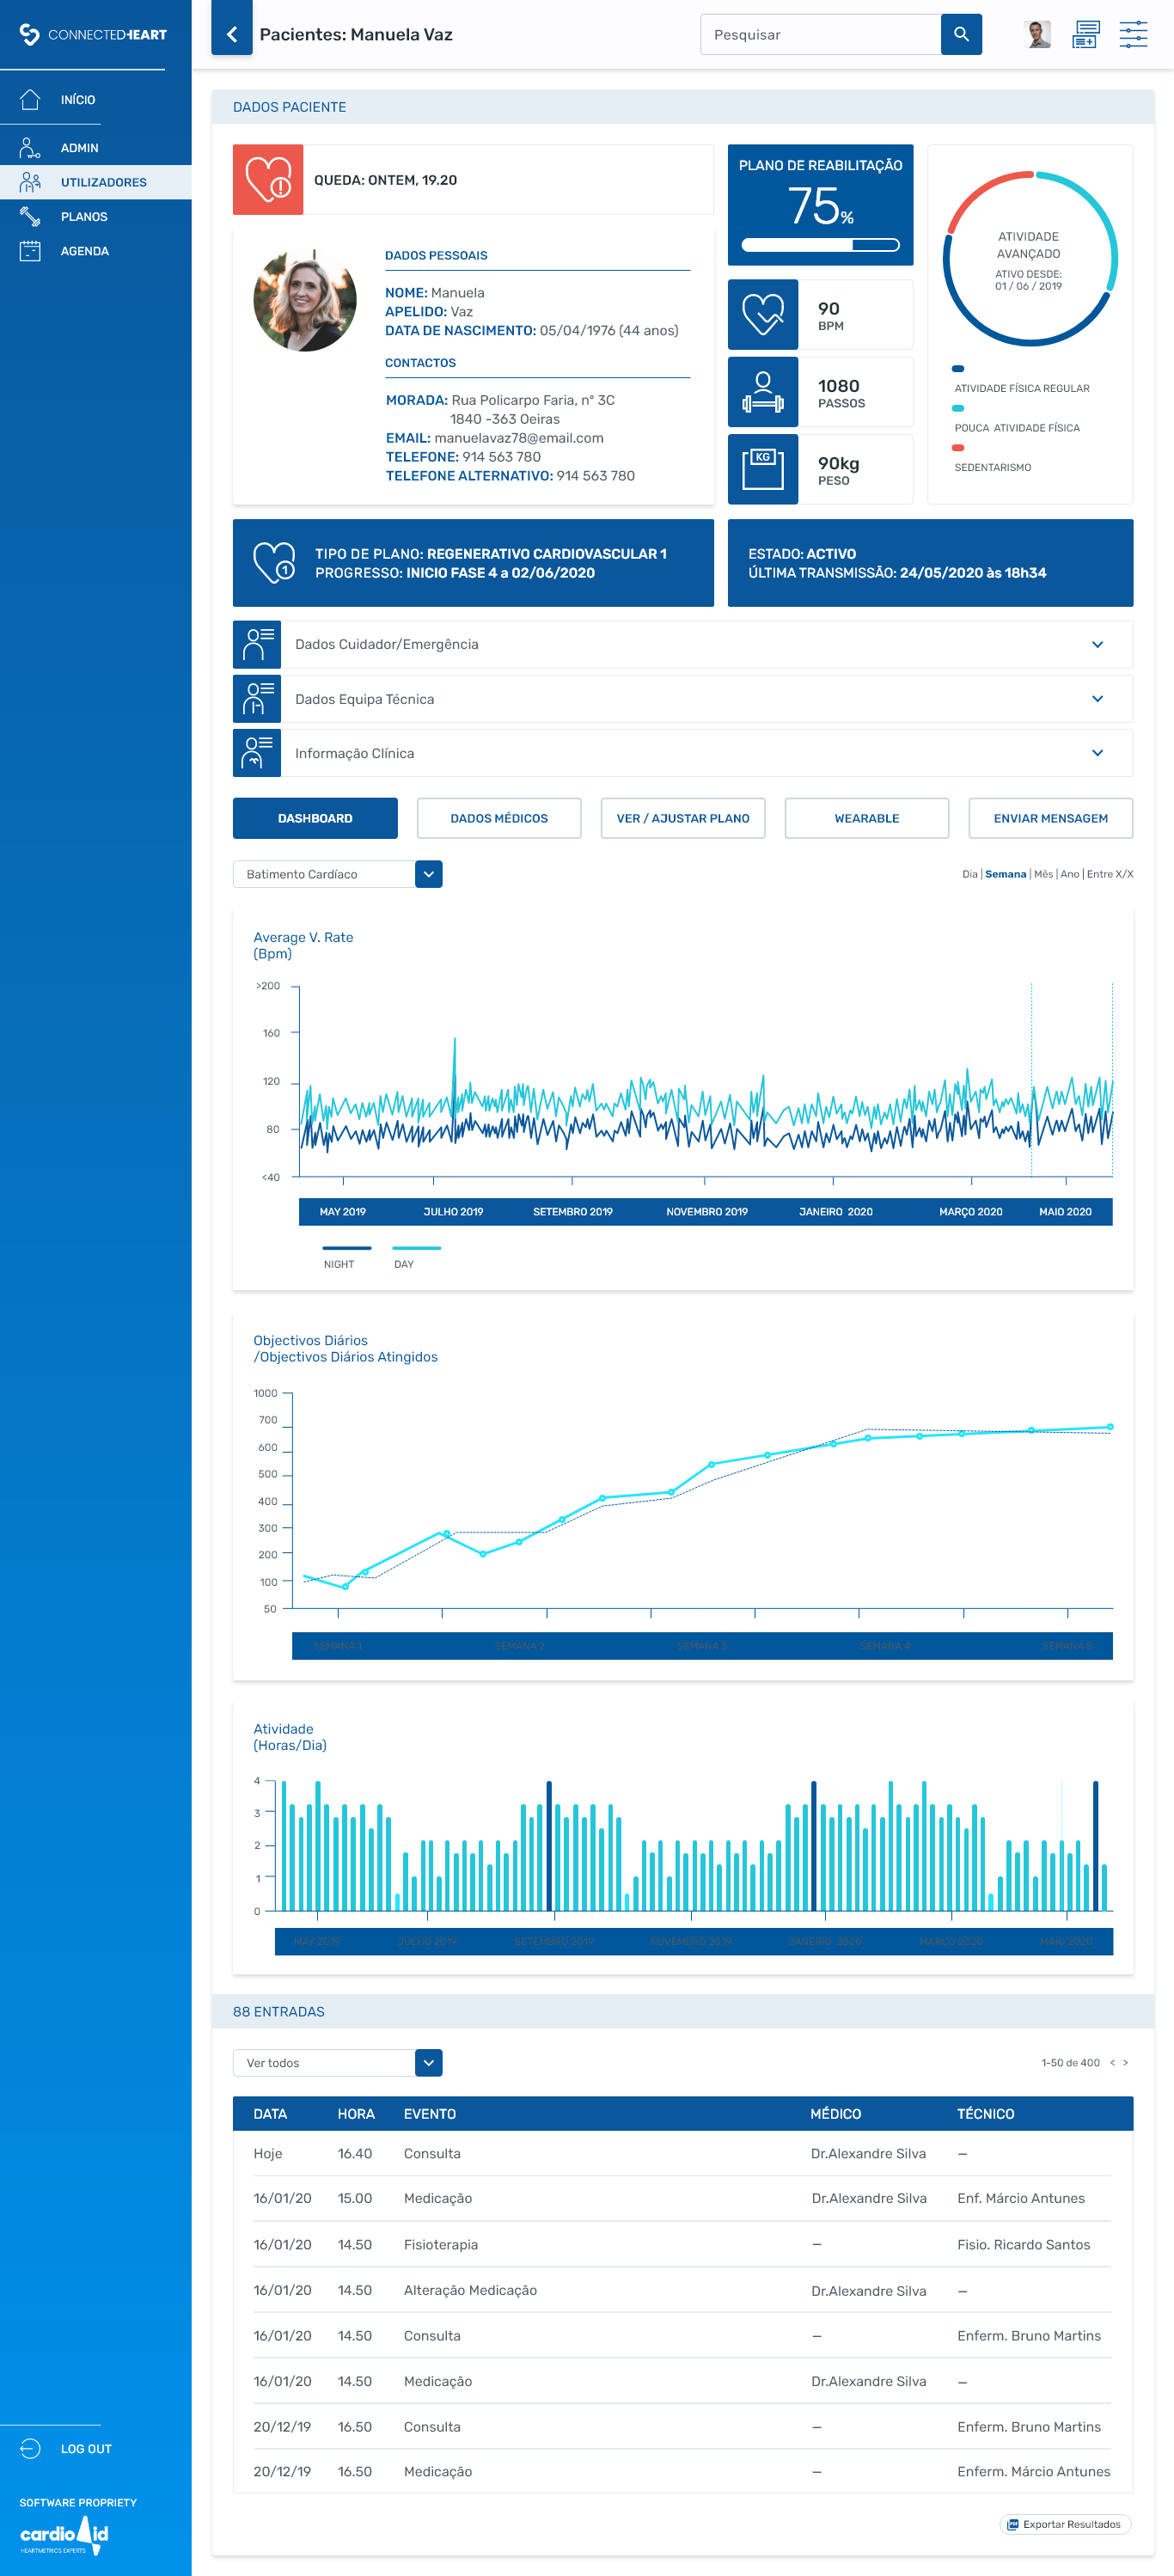 CONNECTEDHEART
Pacientes: Manuela Vaz
Pesquisar
INÍCIO
ADMIN
UTILIZADORES
PLANOS
AGENDA
DADOS PACIENTE
QUEDA: ONTEM, 19.20
DADOS PESSOAIS
NOME: Manuela
APELIDO: Vaz
DATA DE NASCIMENTO: 05/04/1976 (44 anos)
CONTACTOS
MORADA: Rua Policarpo Faria, nº 3C
1840 -363 Oeiras
EMAIL: manuelavaz78@email.com
TELEFONE: 914 563 780
TELEFONE ALTERNATIVO: 914 563 780
PLANO DE REABILITAÇÃO
75%
90
BPM
1080
PASSOS
KG
90kg
PESO
ATIVIDADE
AVANÇADO
ATIVO DESDE:
01 / 06 / 2019
ATIVIDADE FÍSICA REGULAR
POUCA ATIVIDADE FÍSICA
SEDENTARISMO
1
TIPO DE PLANO: REGENERATIVO CARDIOVASCULAR 1
PROGRESSO: INICIO FASE 4 a 02/06/2020
ESTADO: ACTIVO
ÚLTIMA TRANSMISSÃO: 24/05/2020 às 18h34
Dados Cuidador/Emergência
Dados Equipa Técnica
Informação Clínica
DASHBOARD
DADOS MÉDICOS
VER / AJUSTAR PLANO
WEARABLE
ENVIAR MENSAGEM
Batimento Cardíaco
Dia | Semana | Mês | Ano | Entre X/X
Average V. Rate
(Bpm)
>200
160
120
80
<40
MAY 2019 JULHO 2019 SETEMBRO 2019 NOVEMBRO 2019 JANEIRO 2020 MARÇO 2020 MAIO 2020
NIGHT DAY
Objectivos Diários
/Objectivos Diários Atingidos
1000
700
600
500
400
300
200
100
50
SEMANA 1 SEMANA 2 SEMANA 3 SEMANA 4 SEMANA 5
Atividade
(Horas/Dia)
4
3
2
1
0
MAY 2019 JULHO 2019 SETEMBRO 2019 NOVEMBRO 2019 JANEIRO 2020 MARÇO 2020 MAIO 2020
88 ENTRADAS
Ver todos
1-50 de 400 < >
DATA HORA EVENTO MÉDICO TÉCNICO
Hoje 16.40 Consulta Dr.Alexandre Silva —
16/01/20 15.00 Medicação Dr.Alexandre Silva Enf. Márcio Antunes
16/01/20 14.50 Fisioterapia — Fisio. Ricardo Santos
16/01/20 14.50 Alteração Medicação Dr.Alexandre Silva —
16/01/20 14.50 Consulta — Enferm. Bruno Martins
16/01/20 14.50 Medicação Dr.Alexandre Silva —
20/12/19 16.50 Consulta — Enferm. Bruno Martins
20/12/19 16.50 Medicação — Enferm. Márcio Antunes
Exportar Resultados
LOG OUT
SOFTWARE PROPRIETY
cardioAid
HEARTMETRICS EXPERTS